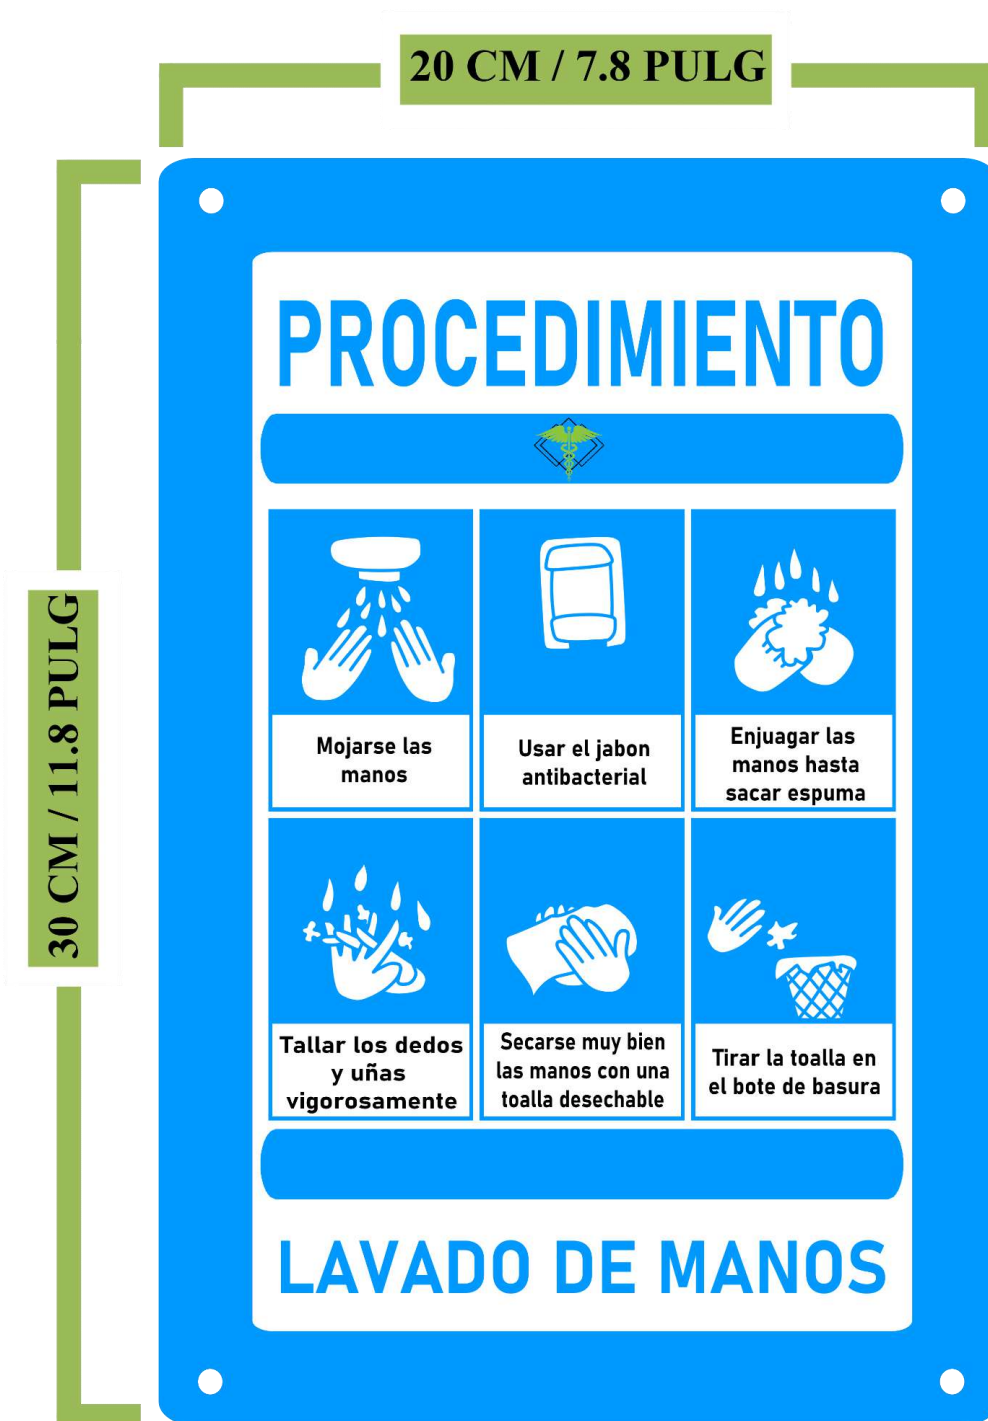 20 CM / 7.8 PULG
30 CM / 11.8 PULG
PROCEDIMIENTO
Mojarse las
manos
Usar el jabon
antibacterial
Enjuagar las
manos hasta
sacar espuma
Tallar los dedos
y uñas
vigorosamente
Secarse muy bien
las manos con una
toalla desechable
Tirar la toalla en
el bote de basura
LAVADO DE MANOS